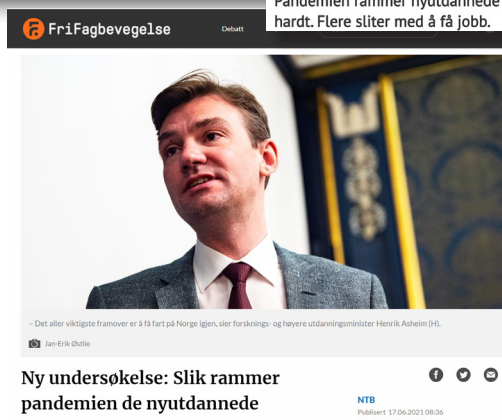 Pandemien rammer nyutdannede
hardt. Flere sliter med å få jobb.
FriFagbevegelse
Debatt
– Det aller viktigste framover er å få fart på Norge igjen, sier forsknings- og høyere utdanningsminister Henrik Asheim (H).
Jan-Erik Østlie
Ny undersøkelse: Slik rammer
pandemien de nyutdannede
NTB
Publisert 17.06.2021 08:36